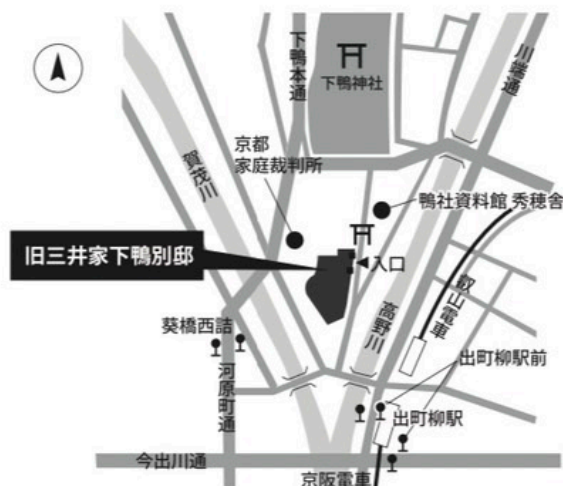 下鴨本通
下鴨神社
川端通
京都
家庭裁判所
賀茂川
鴨社資料館 秀穂舎
旧三井家下鴨別邸
入口
叡山電車
高野川
葵橋西詰
河原町通
出町柳駅前
出町柳駅
今出川通
京阪電車